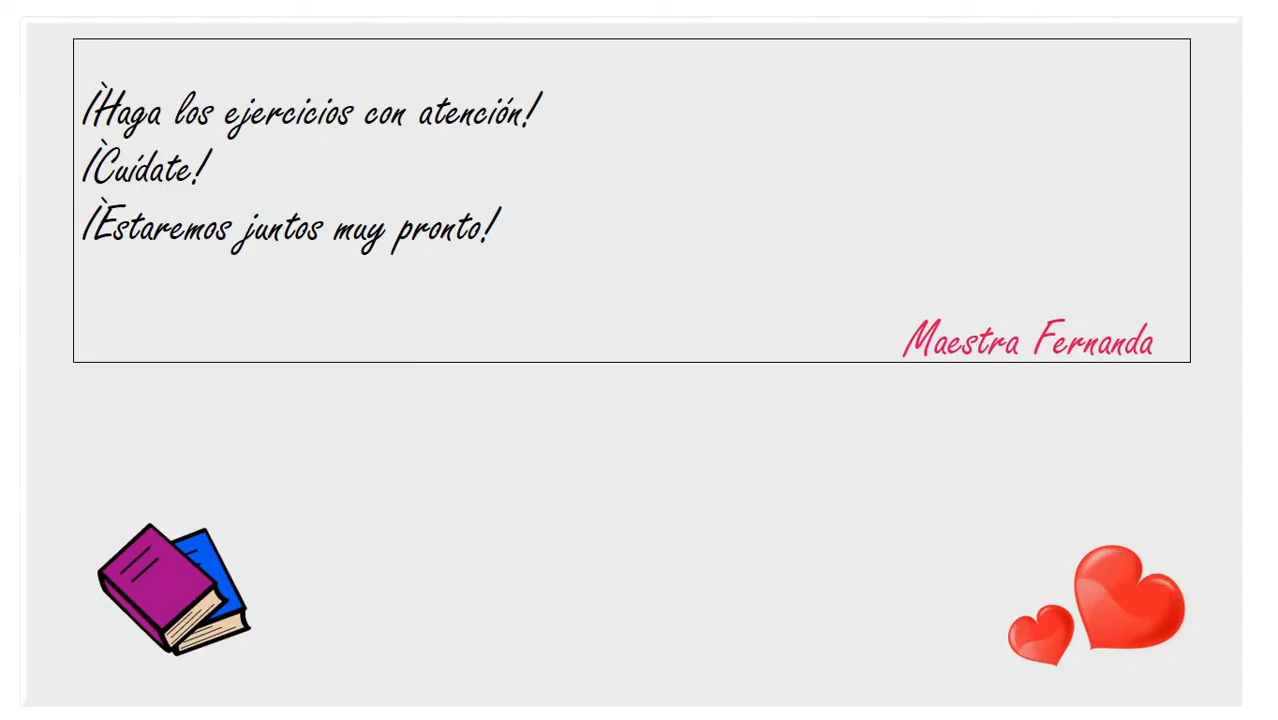 ¡Haga los ejercicios con atención!
¡Cuídate!
¡Estaremos juntos muy pronto!
Maestra Fernanda